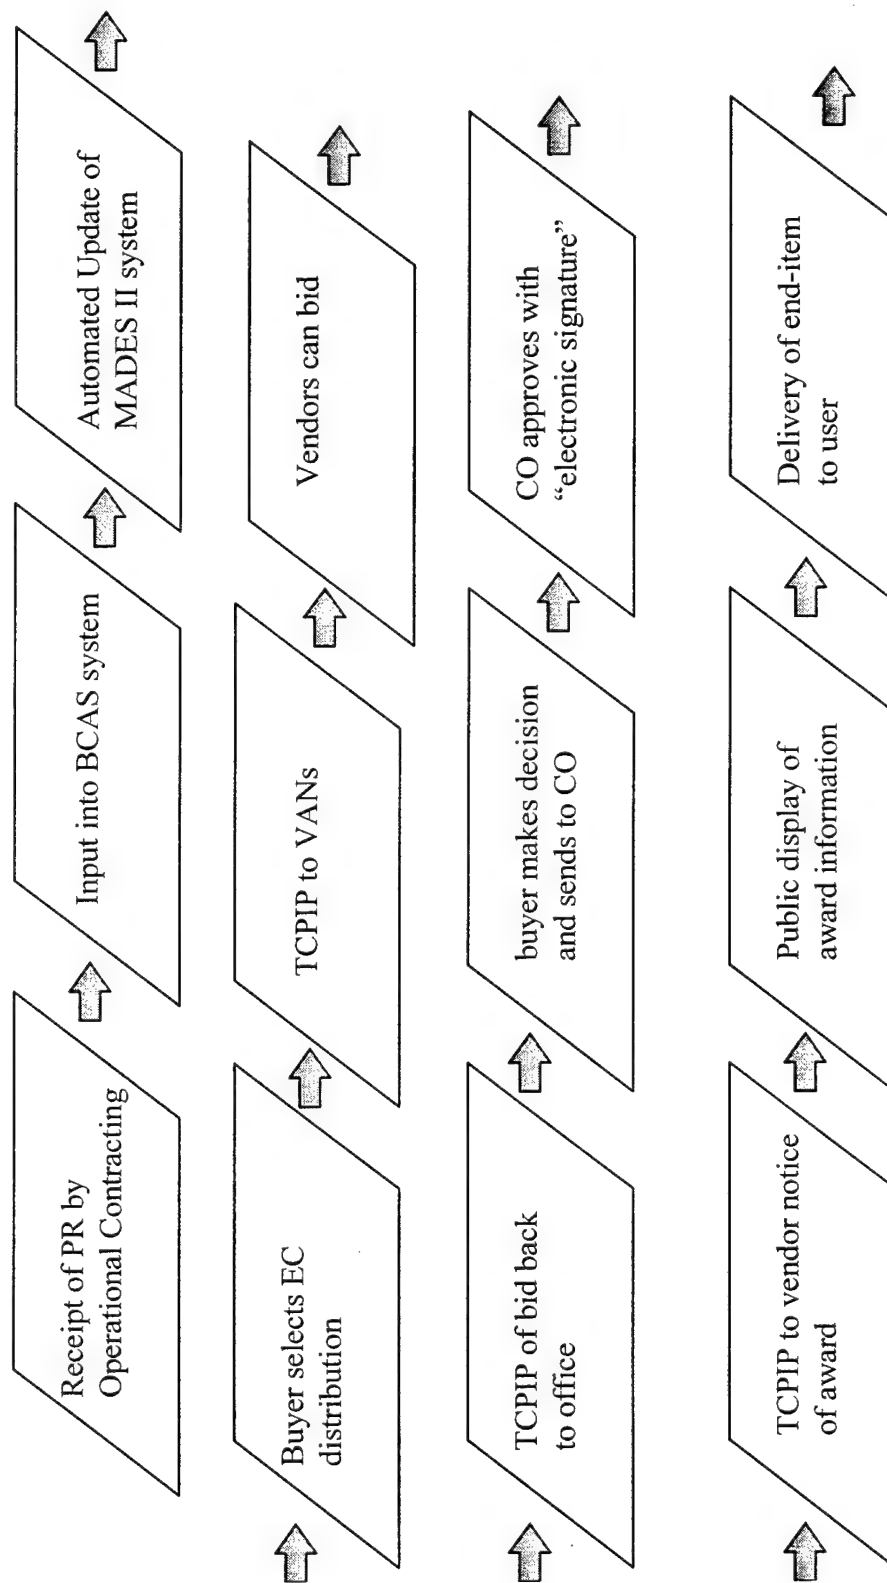 Receipt of PR by
Operational Contracting
Input into BCAS system
Automated Update of
MADES II system
Buyer selects EC
distribution
TCPIP to VANs
Vendors can bid
TCPIP of bid back
to office
buyer makes decision
and sends to CO
CO approves with
“electronic signature”
TCPIP to vendor notice
of award
Public display of
award information
Delivery of end-item
to user